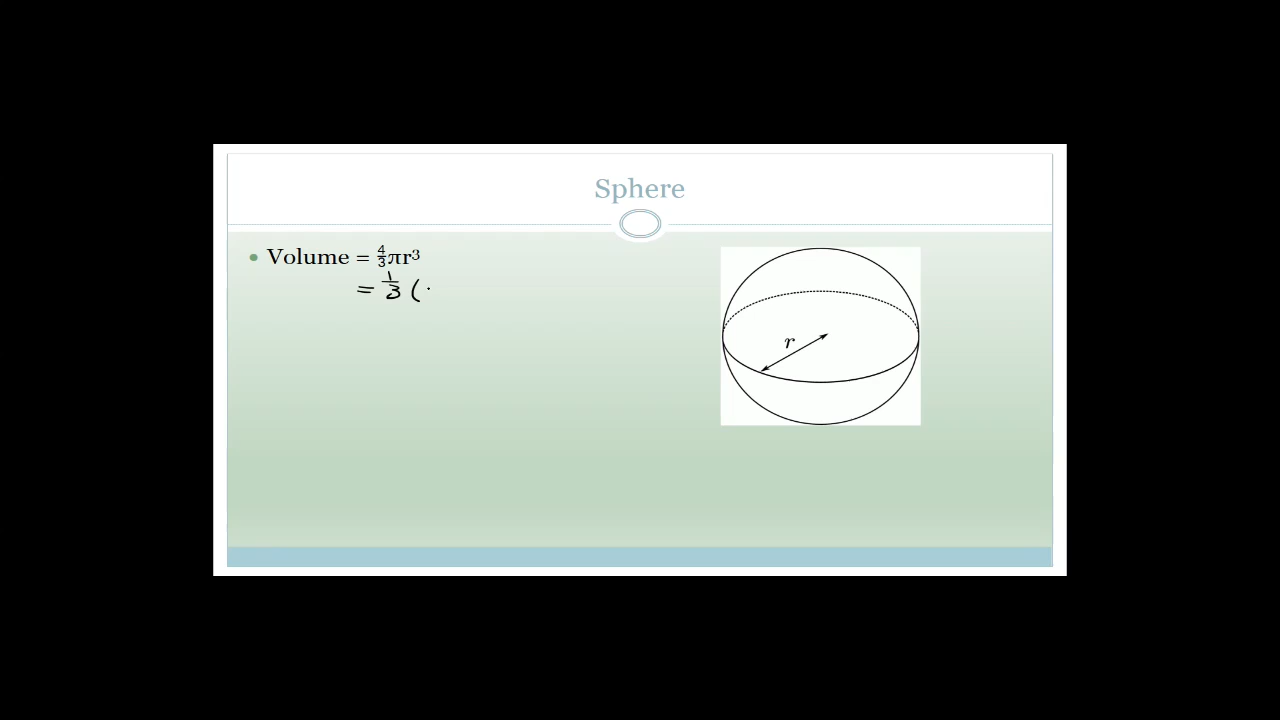 Sphere
Volume = 4/3πr³
= 1/3 (
r